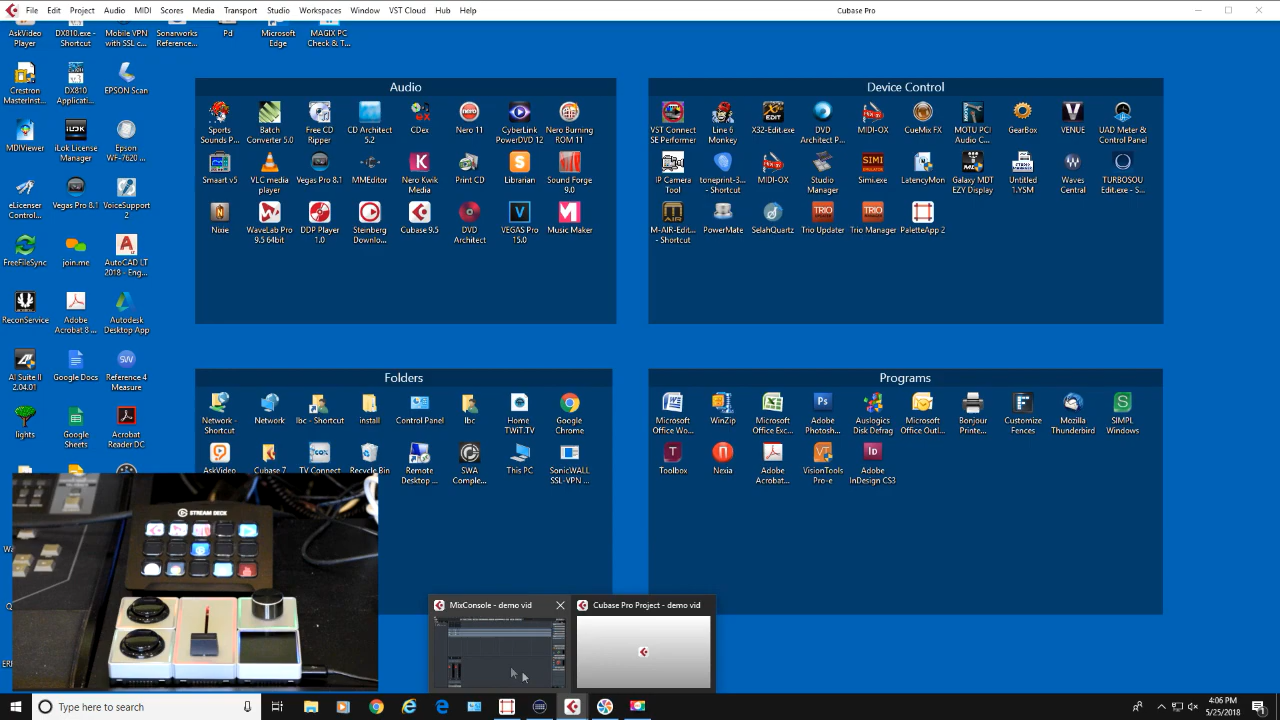 File Edit Project Audio MIDI Scores Media Transport Studio Workspaces Window VST Cloud Hub Help Cubase Pro
AskVideo Player
DX810.exe - Shortcut
Mobile VPN with SSL c...
Sonarworks Reference...
Pd
Microsoft Edge
MAGIX PC Check & T...
Crestron MasterInst...
DX810 Applicati...
EPSON Scan
MDIViewer
iLok License Manager
Epson WF-7620 ...
eLicenser Control...
Vegas Pro 8.1
VoiceSupport 2
FreeFileSync
join.me
AutoCAD LT 2018 - Eng...
ReconService
Adobe Acrobat 8 ...
Autodesk Desktop App
AI Suite II 2.04.01
Google Docs
Reference 4 Measure
lights
Google Sheets
Acrobat Reader DC
Audio
Sports Sounds P...
Batch Converter 5.0
Free CD Ripper
CD Architect 5.2
CDex
Nero 11
CyberLink PowerDVD 12
Nero Burning ROM 11
Smaart v5
VLC media player
Vegas Pro 8.1
MMEditor
Nero Kwik Media
Print CD
Librarian
Sound Forge 9.0
Nixie
WaveLab Pro 9.5 64bit
DDP Player 1.0
Steinberg Downlo...
Cubase 9.5
DVD Architect
VEGAS Pro 15.0
Music Maker
Device Control
VST Connect SE Performer
Line 6 Monkey
X32-Edit.exe
DVD Architect P...
MIDI-OX
CueMix FX
MOTU PCI Audio C...
GearBox
VENUE
UAD Meter & Control Panel
IP Camera Tool
toneprint-3... - Shortcut
MIDI-OX
Studio Manager
Simi.exe
LatencyMon
Galaxy MDT EZY Display
Untitled 1.YSM
Waves Central
TURBOSOU Edit.exe - S...
M-AIR-Edit... - Shortcut
PowerMate
SelahQuartz
Trio Updater
Trio Manager
PaletteApp 2
Folders
Network - Shortcut
Network
lbc - Shortcut
install
Control Panel
lbc
Home TWiT.TV
Google Chrome
AskVideo
Cubase 7
TV Connect
Recycle Bin
Remote Desktop ...
SWA Comple...
This PC
SonicWALL SSL-VPN ...
Programs
Microsoft Office Wo...
WinZip
Microsoft Office Exc...
Adobe Photosh...
Auslogics Disk Defrag
Microsoft Office Outl...
Bonjour Printe...
Customize Fences
Mozilla Thunderbird
SIMPL Windows
Toolbox
Nexia
Adobe Acrobat...
VisionTools Pro-e
Adobe InDesign CS3
STREAM DECK
MixConsole - demo vid
Cubase Pro Project - demo vid
Type here to search
4:06 PM
5/25/2018